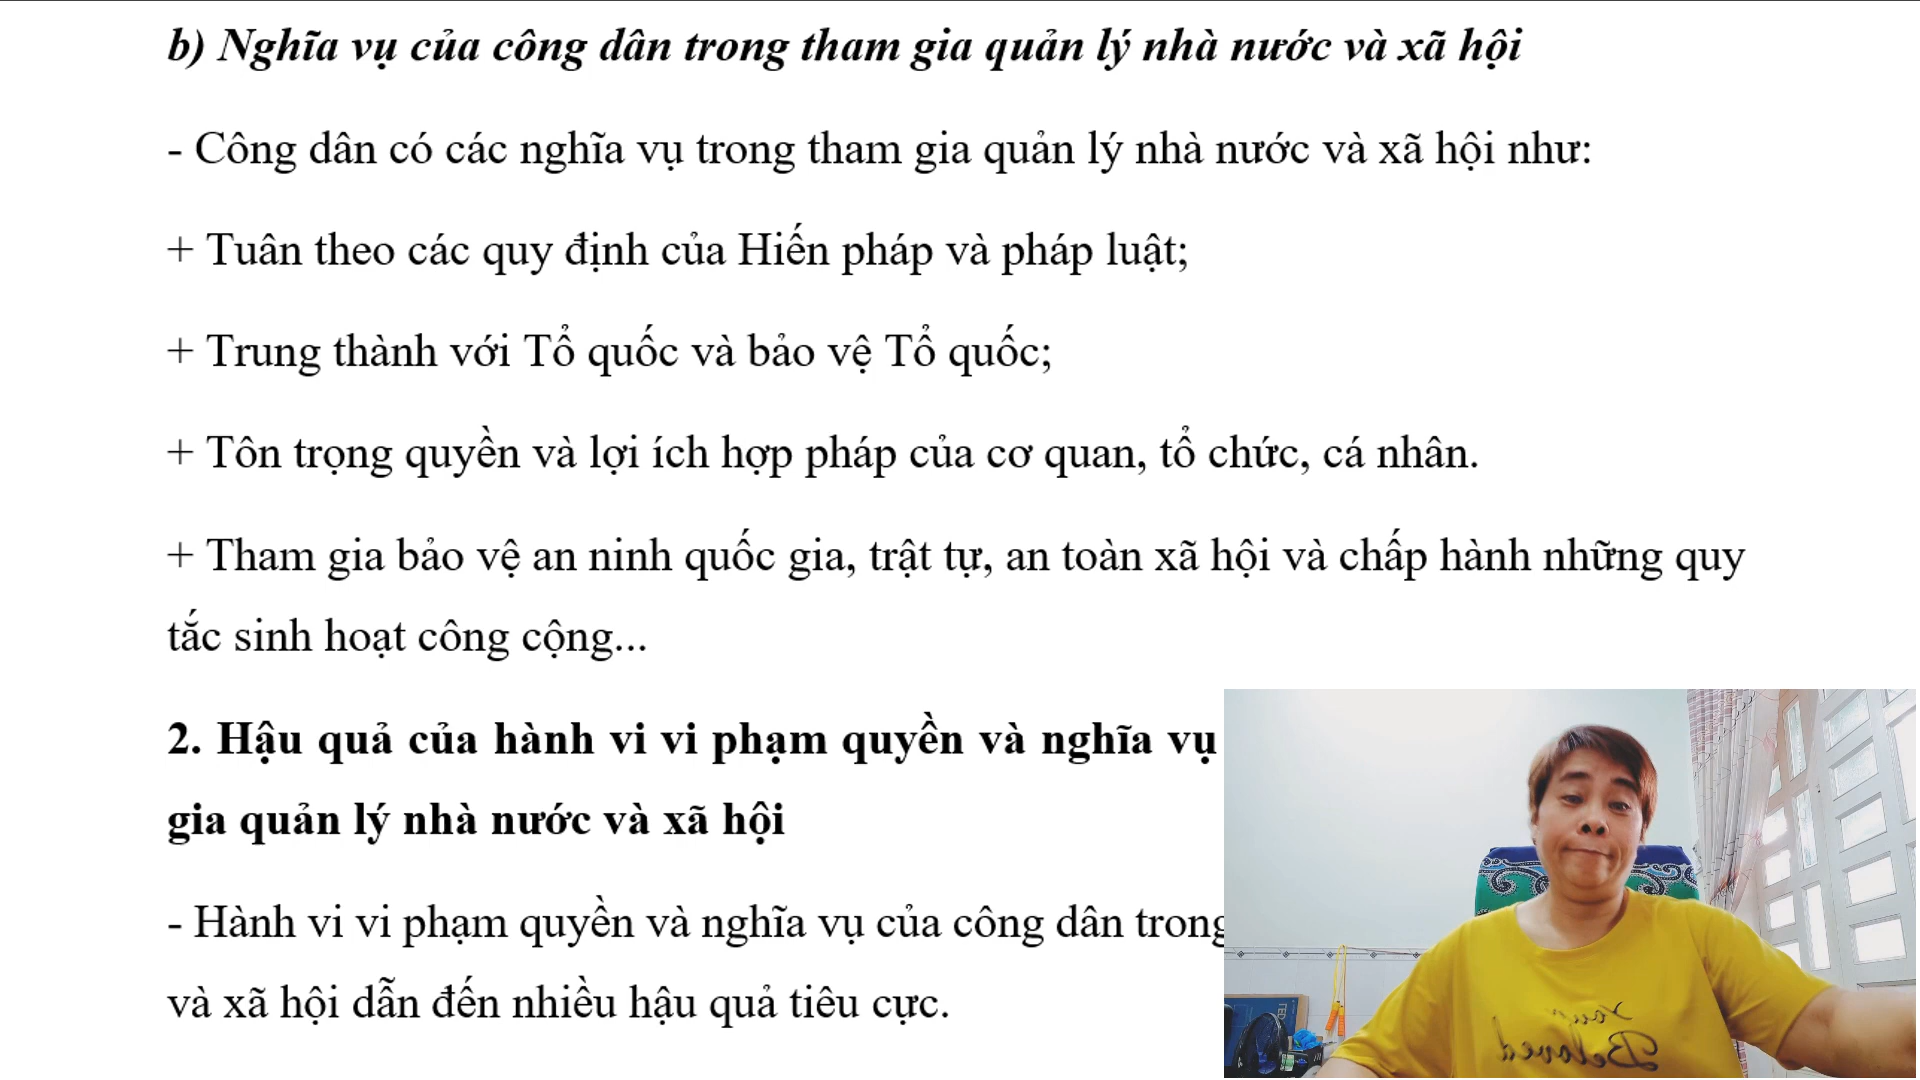 b) Nghĩa vụ của công dân trong tham gia quản lý nhà nước và xã hội
- Công dân có các nghĩa vụ trong tham gia quản lý nhà nước và xã hội như:
+ Tuân theo các quy định của Hiến pháp và pháp luật;
+ Trung thành với Tổ quốc và bảo vệ Tổ quốc;
+ Tôn trọng quyền và lợi ích hợp pháp của cơ quan, tổ chức, cá nhân.
+ Tham gia bảo vệ an ninh quốc gia, trật tự, an toàn xã hội và chấp hành những quy
tắc sinh hoạt công cộng...
2. Hậu quả của hành vi vi phạm quyền và nghĩa vụ
gia quản lý nhà nước và xã hội
- Hành vi vi phạm quyền và nghĩa vụ của công dân trong
và xã hội dẫn đến nhiều hậu quả tiêu cực.
Your
Beloved